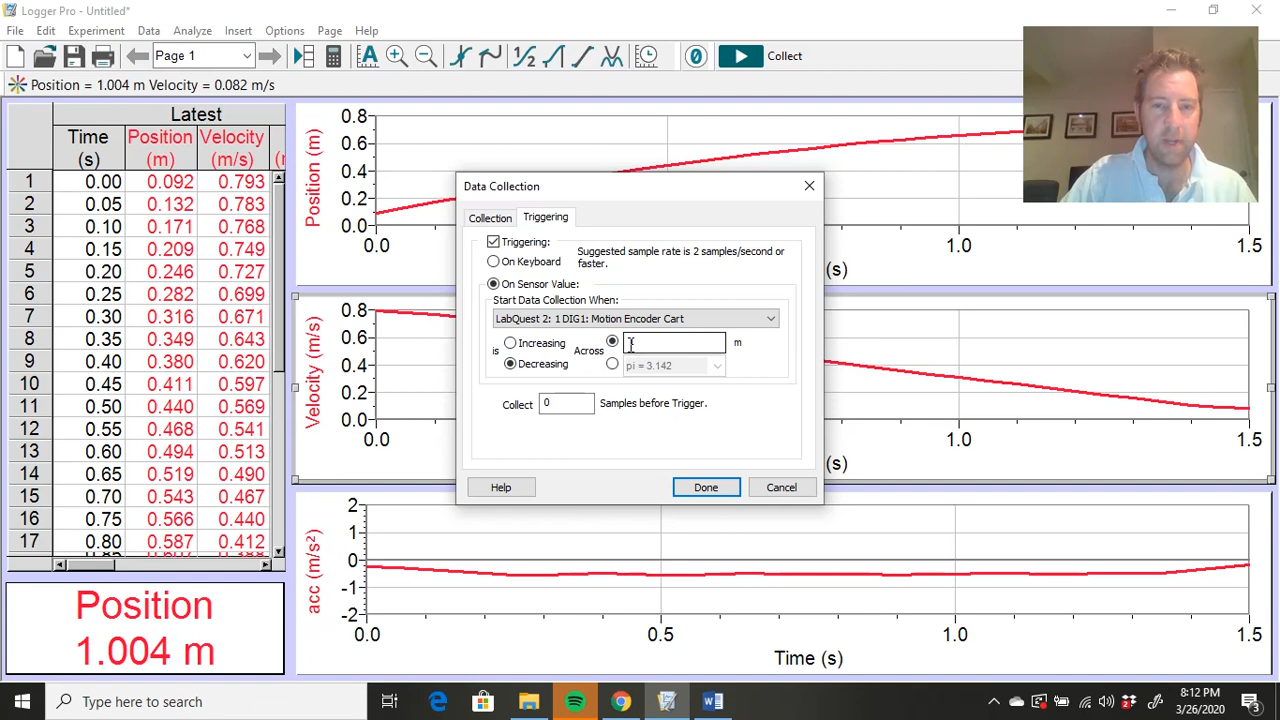 Logger Pro - Untitled*
File Edit Experiment Data Analyze Insert Options Page Help
Page 1 Collect
Position = 1.004 m Velocity = 0.082 m/s
Latest
Time (s) Position (m) Velocity (m/s)
1 0.00 0.092 0.793
2 0.05 0.132 0.783
3 0.10 0.171 0.768
4 0.15 0.209 0.749
5 0.20 0.246 0.727
6 0.25 0.282 0.699
7 0.30 0.316 0.672
8 0.35 0.349 0.643
9 0.40 0.380 0.620
10 0.45 0.411 0.597
11 0.50 0.440 0.569
12 0.55 0.468 0.541
13 0.60 0.494 0.513
14 0.65 0.519 0.490
15 0.70 0.543 0.467
16 0.75 0.566 0.440
17 0.80 0.587 0.412
Position
1.004 m
Position (m)
0.8
0.6
0.4
0.2
0.0
0.0 1.0 1.5
(s)
Data Collection
Collection Triggering
Triggering:
Suggested sample rate is 2 samples/second or faster.
On Keyboard
On Sensor Value:
Start Data Collection When:
LabQuest 2: 1 DIG1: Motion Encoder Cart
is Increasing Across m
Decreasing pi = 3.142
Collect 0 Samples before Trigger.
Help Done Cancel
Velocity (m/s)
0.8
0.6
0.4
0.2
0.0
0.0 1.0 1.5
(s)
acc (m/s²)
2
1
0
-1
-2
0.0 0.5 1.0 1.5
Time (s)
Type here to search
8:12 PM
3/26/2020